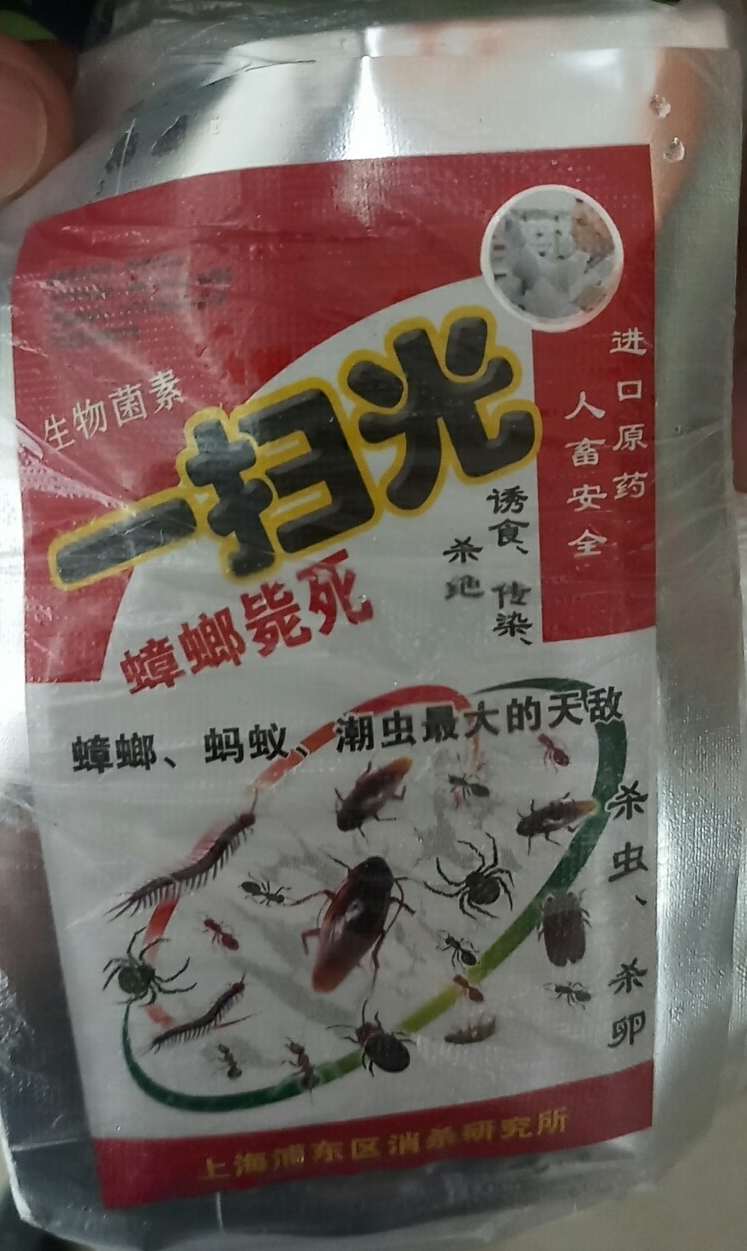 生物菌素
一扫光
蟑螂毙死
进口原药
人畜安全
诱食、传染、
杀绝
蟑螂、蚂蚁、潮虫最大的天敌
杀虫、杀卵
上海浦东区消杀研究所